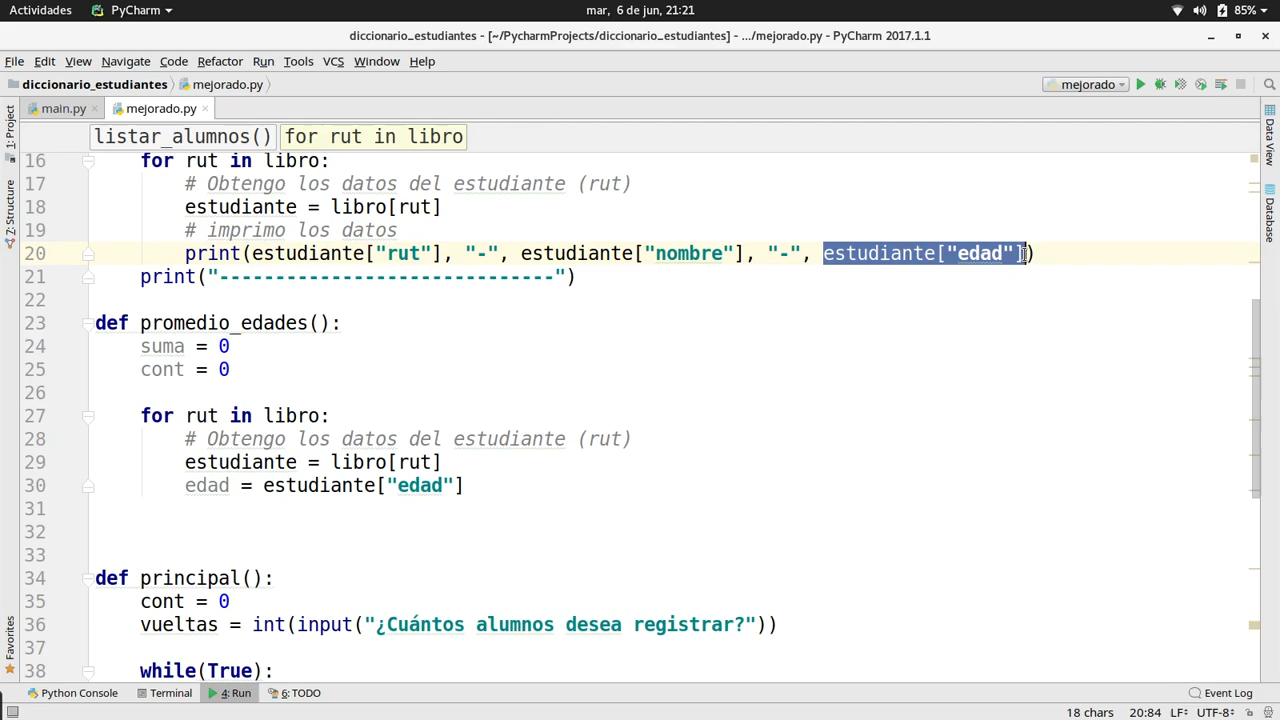 Actividades PyCharm mar, 6 de jun, 21:21 85%
diccionario_estudiantes - [~/PycharmProjects/diccionario_estudiantes] - .../mejorado.py - PyCharm 2017.1.1
File Edit View Navigate Code Refactor Run Tools VCS Window Help
diccionario_estudiantes mejorado.py mejorado
main.py mejorado.py
1: Project
Z: Structure
Favorites
Data View
Database
listar_alumnos() for rut in libro
16 for rut in libro:
17 # Obtengo los datos del estudiante (rut)
18 estudiante = libro[rut]
19 # imprimo los datos
20 print(estudiante["rut"], "-", estudiante["nombre"], "-", estudiante["edad"])
21 print("------------------------------")
22
23 def promedio_edades():
24 suma = 0
25 cont = 0
26
27 for rut in libro:
28 # Obtengo los datos del estudiante (rut)
29 estudiante = libro[rut]
30 edad = estudiante["edad"]
31
32
33
34 def principal():
35 cont = 0
36 vueltas = int(input("¿Cuántos alumnos desea registrar?"))
37
38 while(True):
Python Console Terminal 4: Run 6: TODO Event Log
18 chars 20:84 LF÷ UTF-8÷